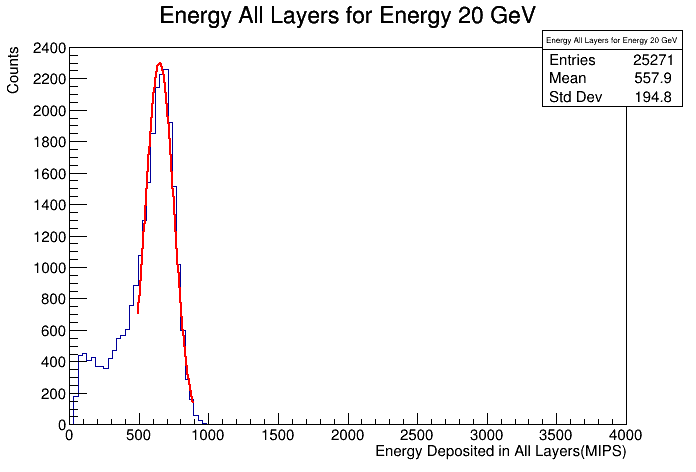 Energy All Layers for Energy 20 GeV
Energy All Layers for Energy 20 GeV
Entries 25271
Mean 557.9
Std Dev 194.8
Counts
2400
2200
2000
1800
1600
1400
1200
1000
800
600
400
200
0
0 500 1000 1500 2000 2500 3000 3500 4000
Energy Deposited in All Layers(MIPS)